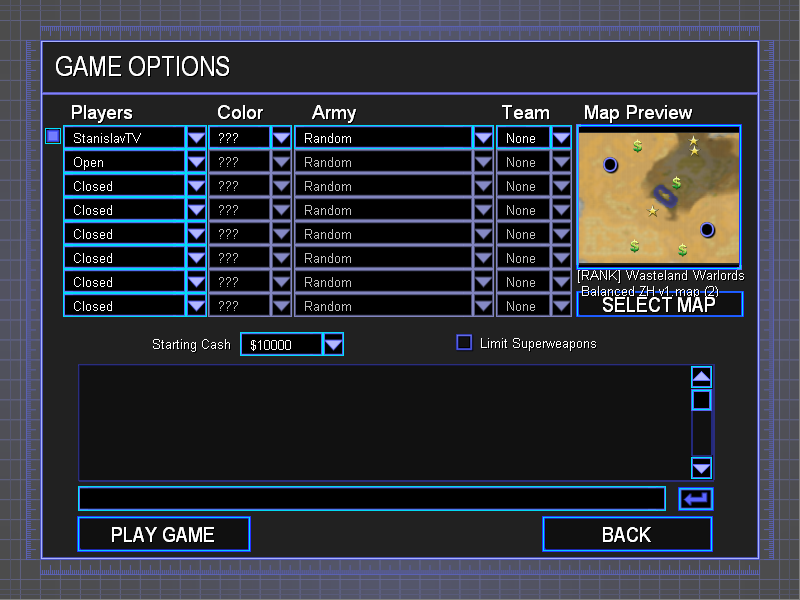 GAME OPTIONS
Players Color Army Team Map Preview
StanislavTV ??? Random None
Open ??? Random None
Closed ??? Random None
Closed ??? Random None
Closed ??? Random None
Closed ??? Random None
Closed ??? Random None
Closed ??? Random None
[RANK] Wasteland Warlords
Balanced ZH v1.map (2)
SELECT MAP
Starting Cash $10000 Limit Superweapons
PLAY GAME BACK